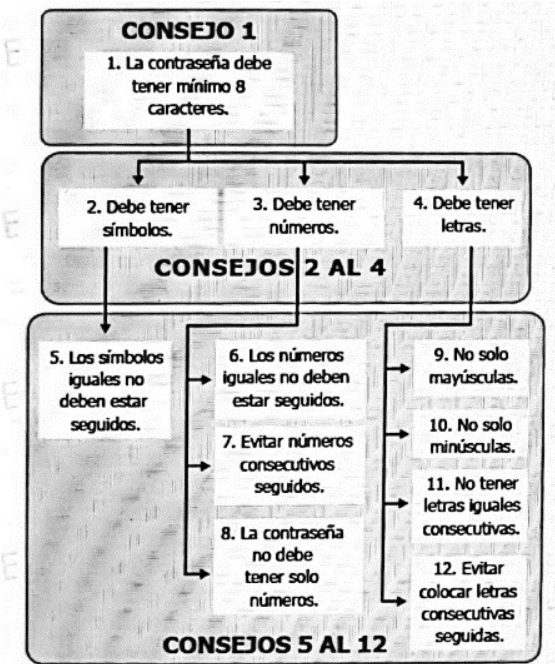 CONSEJO 1
1. La contraseña debe
tener mínimo 8
caracteres.
2. Debe tener
símbolos.
3. Debe tener
números.
4. Debe tener
letras.
CONSEJOS 2 AL 4
5. Los símbolos
iguales no
deben estar
seguidos.
6. Los números
iguales no deben
estar seguidos.
7. Evitar números
consecutivos
seguidos.
8. La contraseña
no debe
tener solo
números.
9. No solo
mayúsculas.
10. No solo
minúsculas.
11. No tener
letras iguales
consecutivas.
12. Evitar
colocar letras
consecutivas
seguidas.
CONSEJOS 5 AL 12